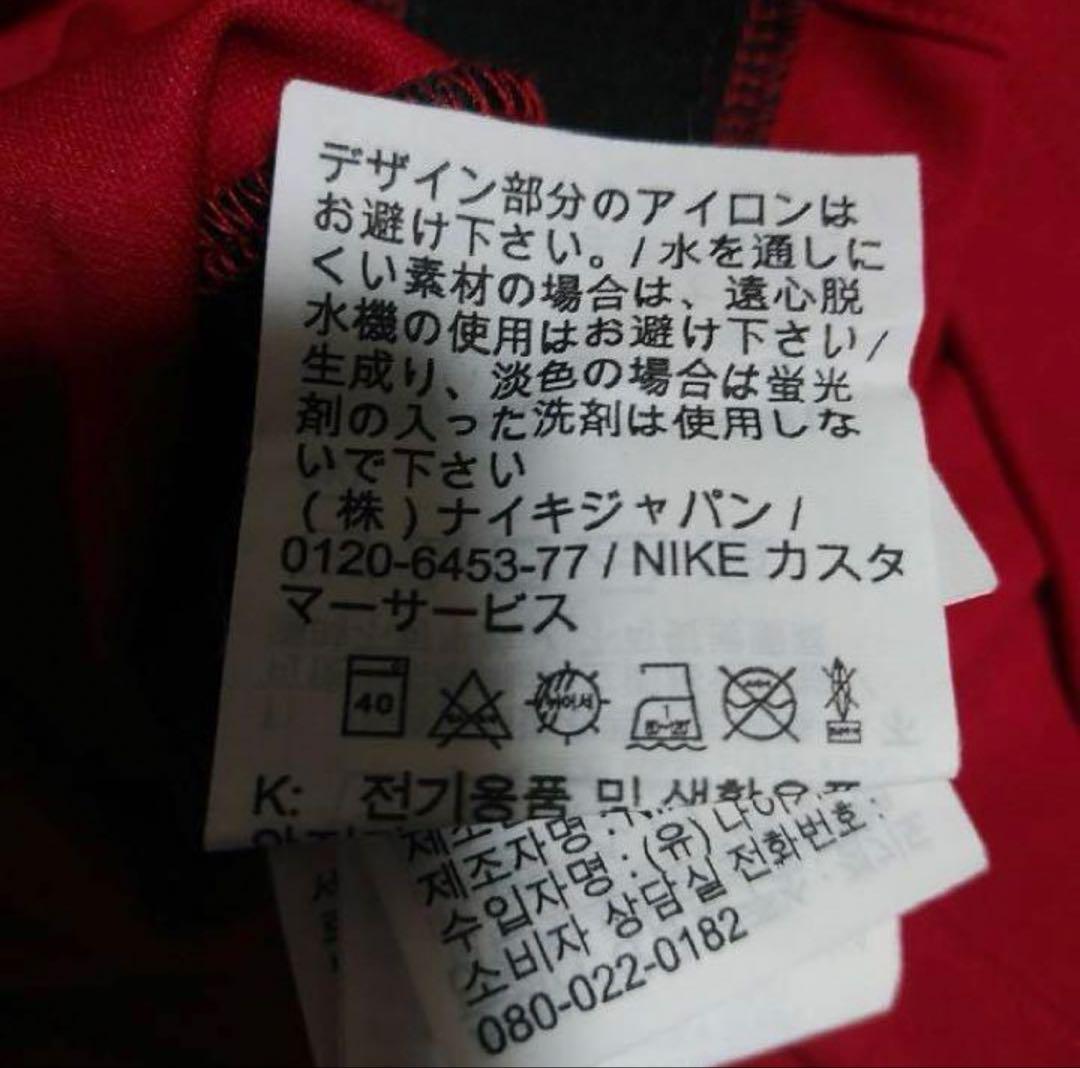 デザイン部分のアイロンは
お避け下さい。/ 水を通しに
くい素材の場合は、遠心脱
水機の使用はお避け下さい/
生成り、淡色の場合は蛍光
剤の入った洗剤は使用しな
いで下さい
(株)ナイキジャパン /
0120-6453-77 / NIKE カスタ
マーサービス
40
K: 전기용품 및 생활용품
제조자명 :
수입자명 : (유) 나이
소비자 상담실 전화번호 :
080-022-0182